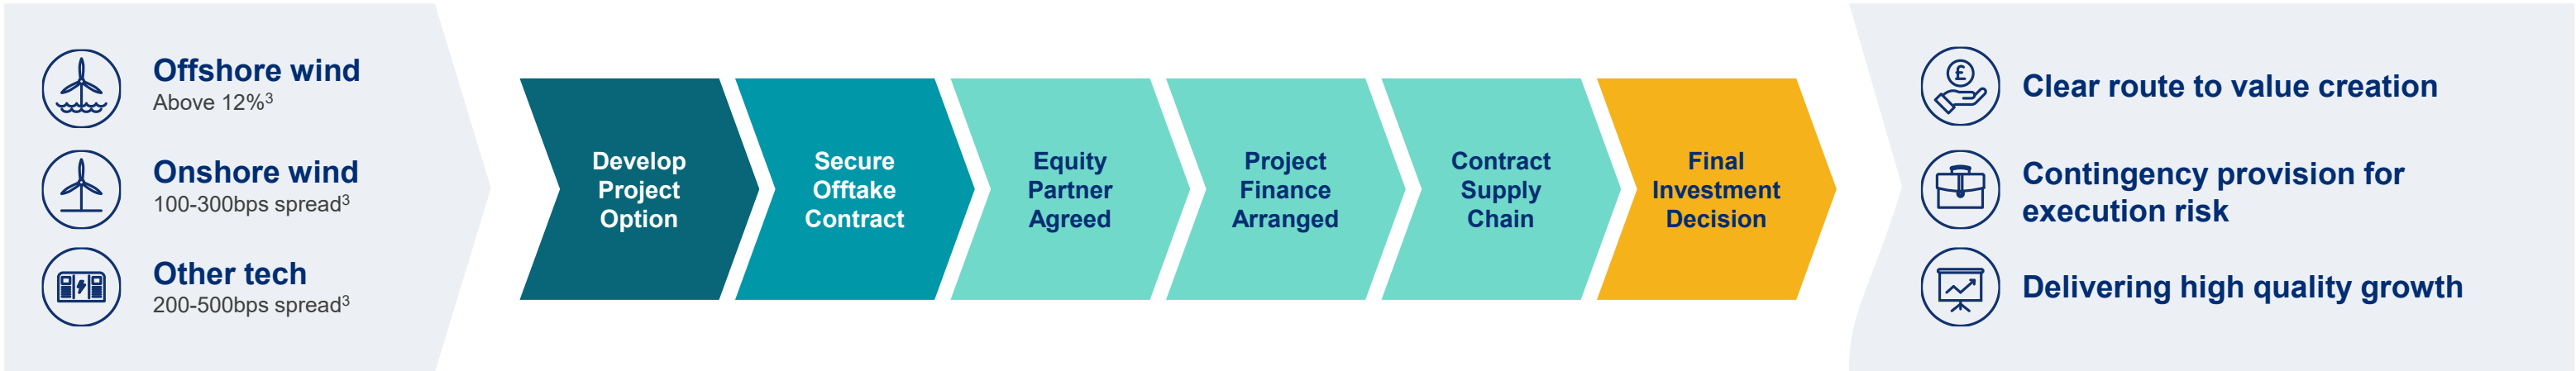 Offshore wind
Above 12%³
Onshore wind
100-300bps spread³
Other tech
200-500bps spread³
Develop
Project
Option
Secure
Offtake
Contract
Equity
Partner
Agreed
Project
Finance
Arranged
Contract
Supply
Chain
Final
Investment
Decision
£
Clear route to value creation
Contingency provision for
execution risk
Delivering high quality growth